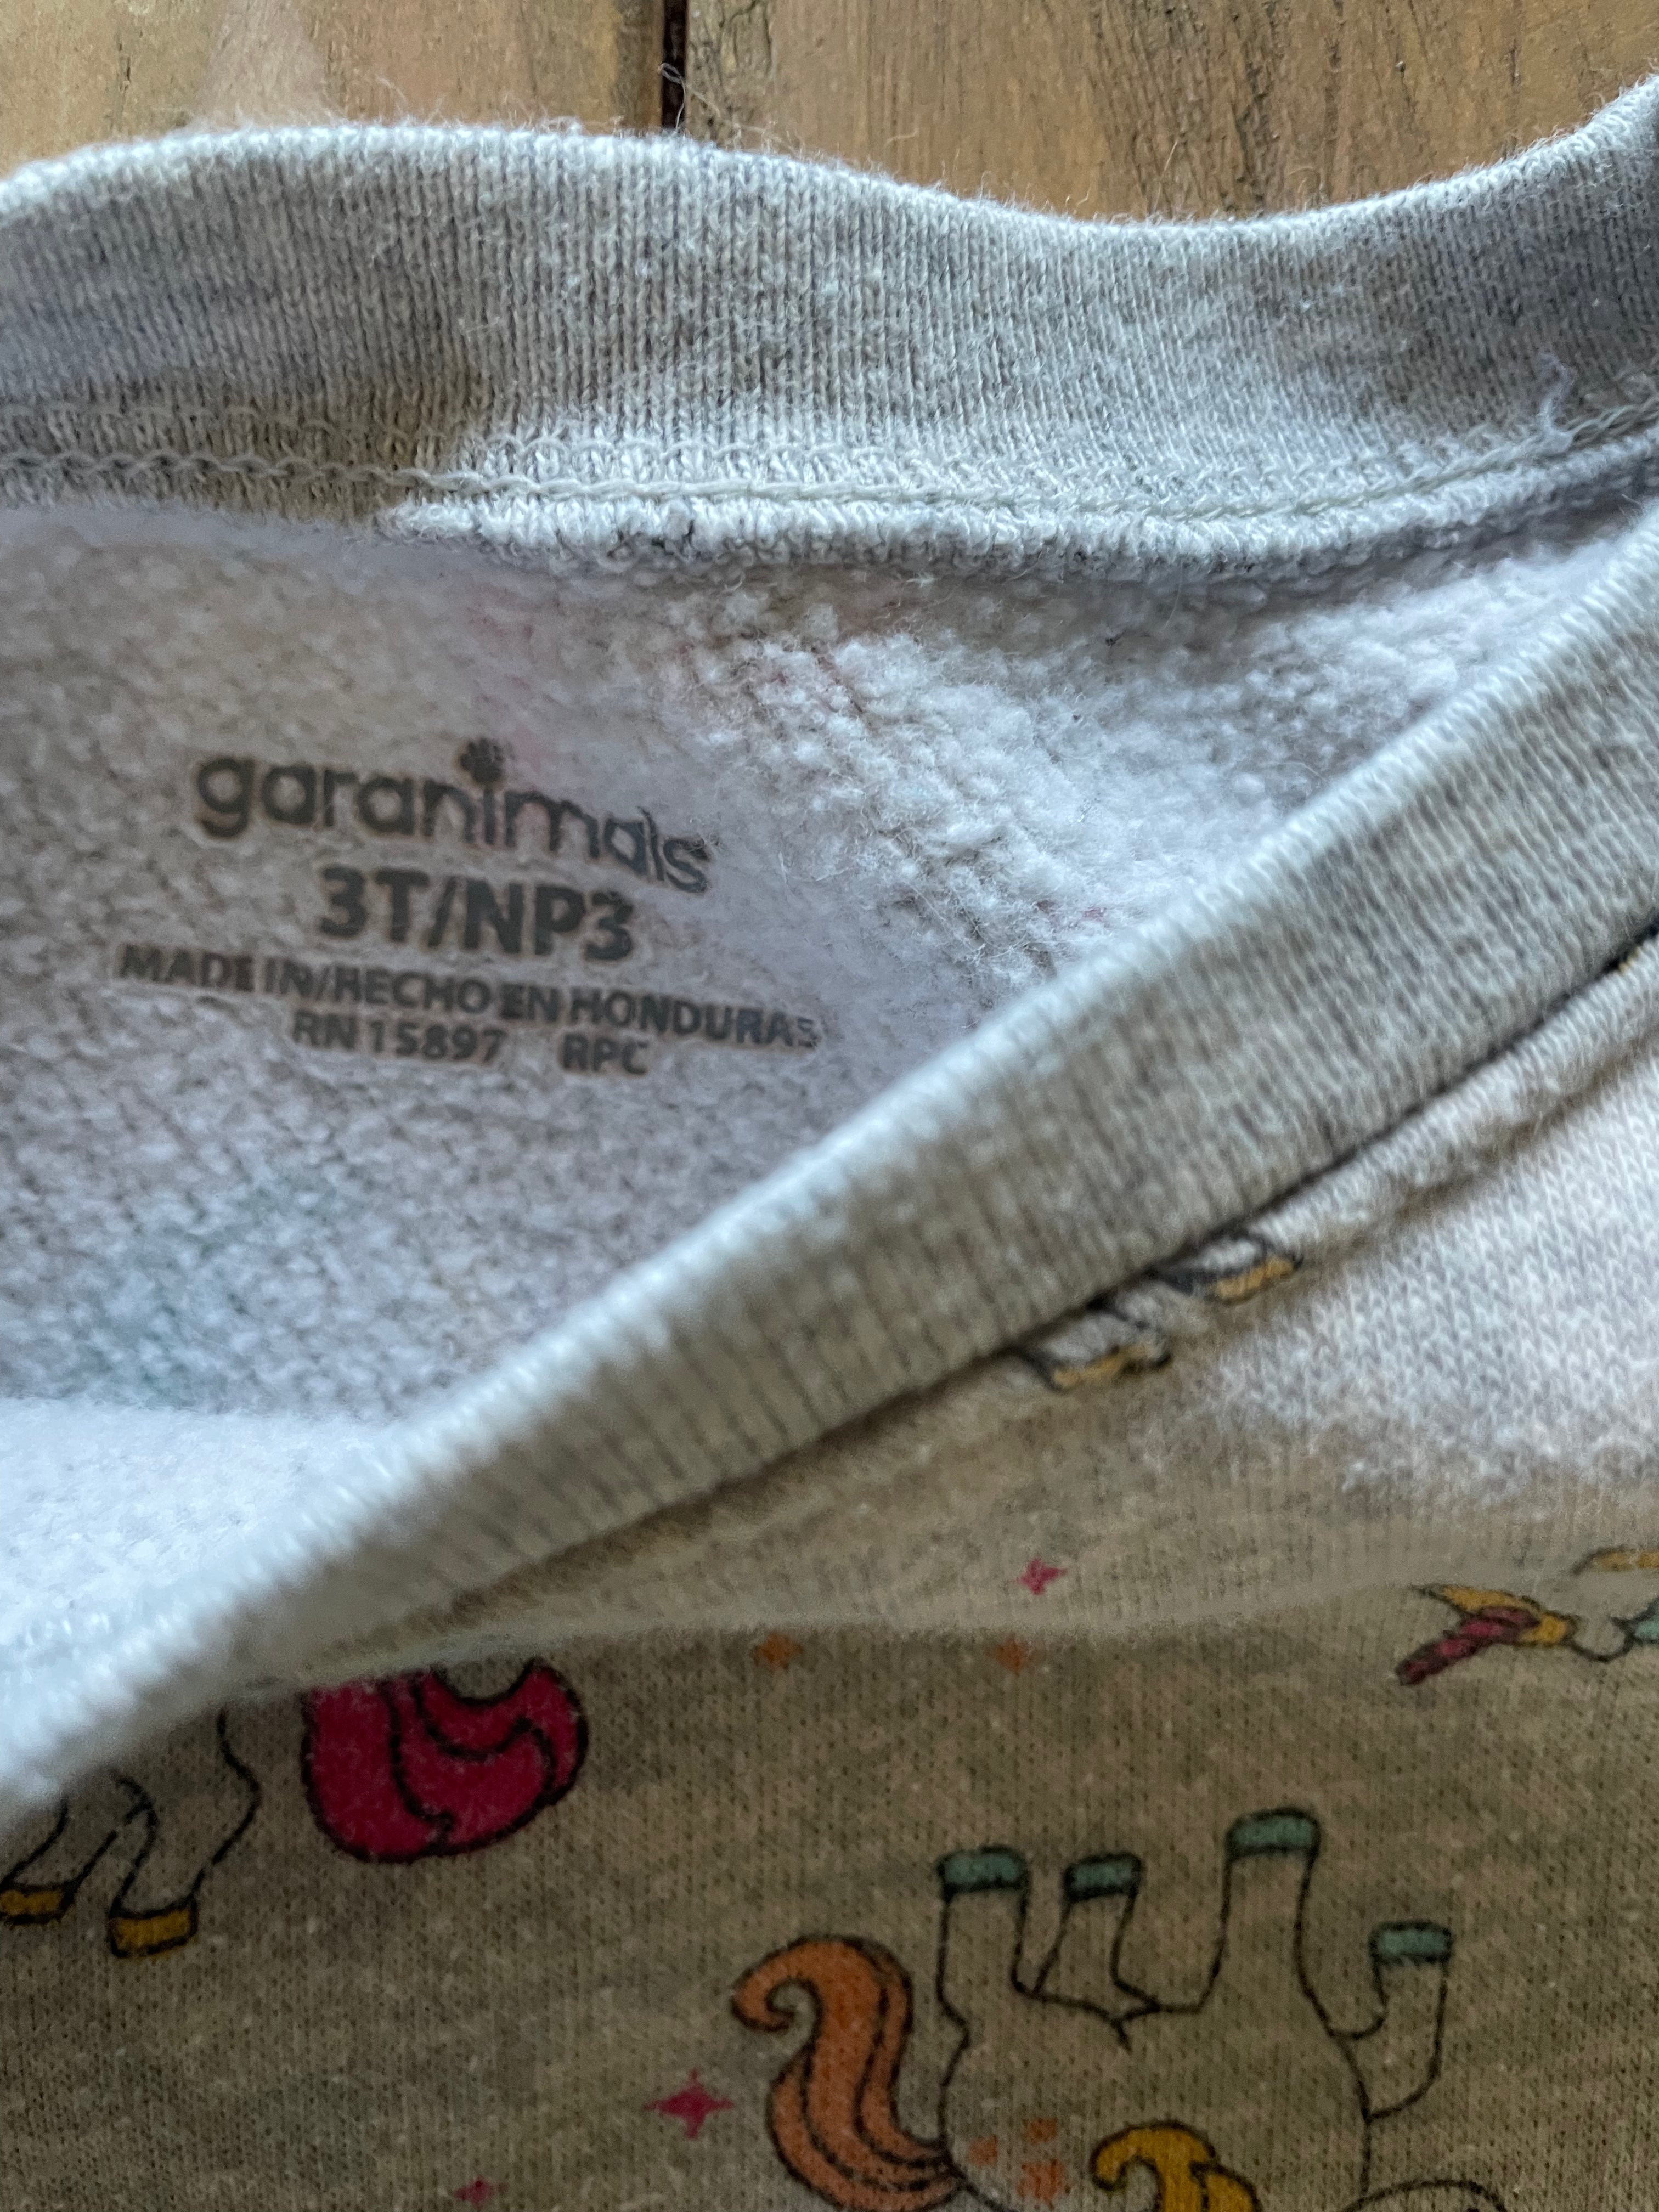 garanimals
3T/NP3
MADE IN/HECHO EN HONDURAS
RN 15897 RPC